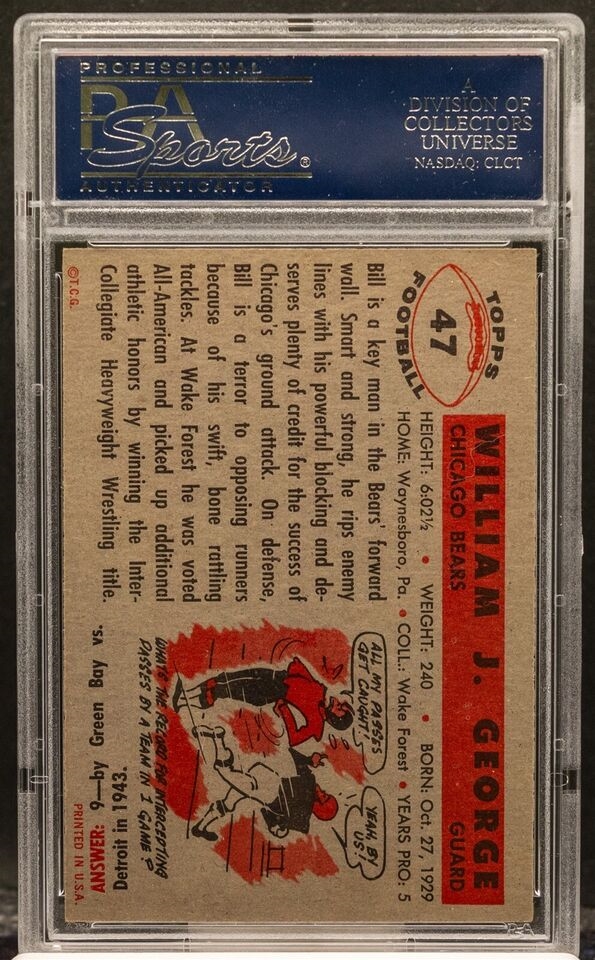 PROFESSIONAL
PSA
Sports®
AUTHENTICATOR
A
DIVISION OF
COLLECTORS
UNIVERSE
NASDAQ: CLCT
TOPPS
47
FOOTBALL
WILLIAM J. GEORGE
CHICAGO BEARS GUARD
HEIGHT: 6:02½ • WEIGHT: 240 • BORN: Oct. 27, 1929
HOME: Waynesboro, Pa. • COLL.: Wake Forest • YEARS PRO: 5
Bill is a key man in the Bears' forward
wall. Smart and strong, he rips enemy
lines with his powerful blocking and de-
serves plenty of credit for the success of
Chicago's ground attack. On defense,
Bill is a terror to opposing runners
because of his swift, bone rattling
tackles. At Wake Forest he was voted
All-American and picked up additional
athletic honors by winning the Inter-
Collegiate Heavyweight Wrestling title.
ALL MY PASSES
GET CAUGHT!
YEAH, BY
US!
WHAT'S THE RECORD FOR INTERCEPTING
PASSES BY A TEAM IN 1 GAME?
ANSWER: 9—by Green Bay vs.
Detroit in 1943.
©T.C.G.
PRINTED IN U.S.A.